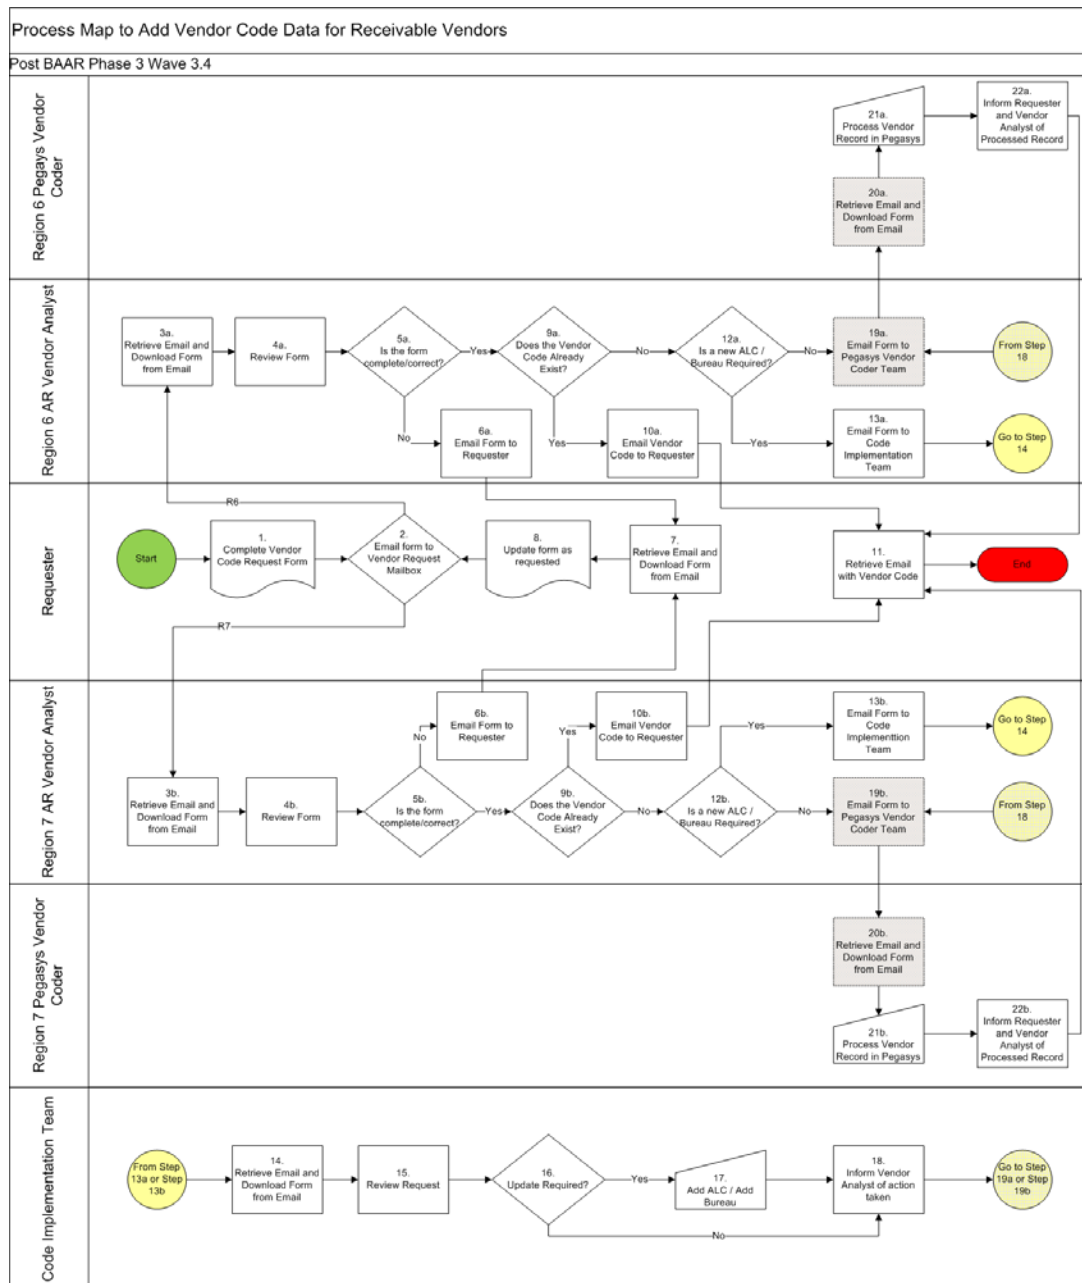 Process Map to Add Vendor Code Data for Receivable Vendors
Post BAAR Phase 3 Wave 3.4
Region 6 Pegays Vendor
Coder
21a.
Process Vendor
Record in Pegasys
22a.
Inform Requester
and Vendor
Analyst of
Processed Record
20a.
Retrieve Email and
Download Form
from Email
Region 6 AR Vendor Analyst
3a.
Retrieve Email and
Download Form
from Email
4a.
Review Form
5a.
Is the form
complete/correct?
Yes
9a.
Does the Vendor
Code Already
Exist?
No
12a.
Is a new ALC /
Bureau Required?
No
19a.
Email Form to
Pegasys Vendor
Coder Team
From Step
18
No
6a.
Email Form to
Requester
Yes
10a.
Email Vendor
Code to Requester
Yes
13a.
Email Form to
Code
Implementation
Team
Go to Step
14
Requester
R6
Start
1.
Complete Vendor
Code Request Form
2.
Email form to
Vendor Request
Mailbox
8.
Update form as
requested
7.
Retrieve Email and
Download Form
from Email
11.
Retrieve Email
with Vendor Code
End
R7
Region 7 AR Vendor Analyst
No
6b.
Email Form to
Requester
Yes
10b.
Email Vendor
Code to Requester
Yes
13b.
Email Form to
Code
Implementtion
Team
Go to Step
14
3b.
Retrieve Email and
Download Form
from Email
4b.
Review Form
5b.
Is the form
complete/correct?
Yes
9b.
Does the Vendor
Code Already
Exist?
No
12b.
Is a new ALC /
Bureau Required?
No
19b.
Email Form to
Pegasys Vendor
Coder Team
From Step
18
Region 7 Pegasys Vendor
Coder
20b.
Retrieve Email and
Download Form
from Email
21b.
Process Vendor
Record in Pegasys
22b.
Inform Requester
and Vendor
Analyst of
Processed Record
Code Implementation Team
From Step
13a or Step
13b
14.
Retrieve Email and
Download Form
from Email
15.
Review Request
16.
Update Required?
Yes
17.
Add ALC / Add
Bureau
18.
Inform Vendor
Analyst of action
taken
Go to Step
19a or Step
19b
No